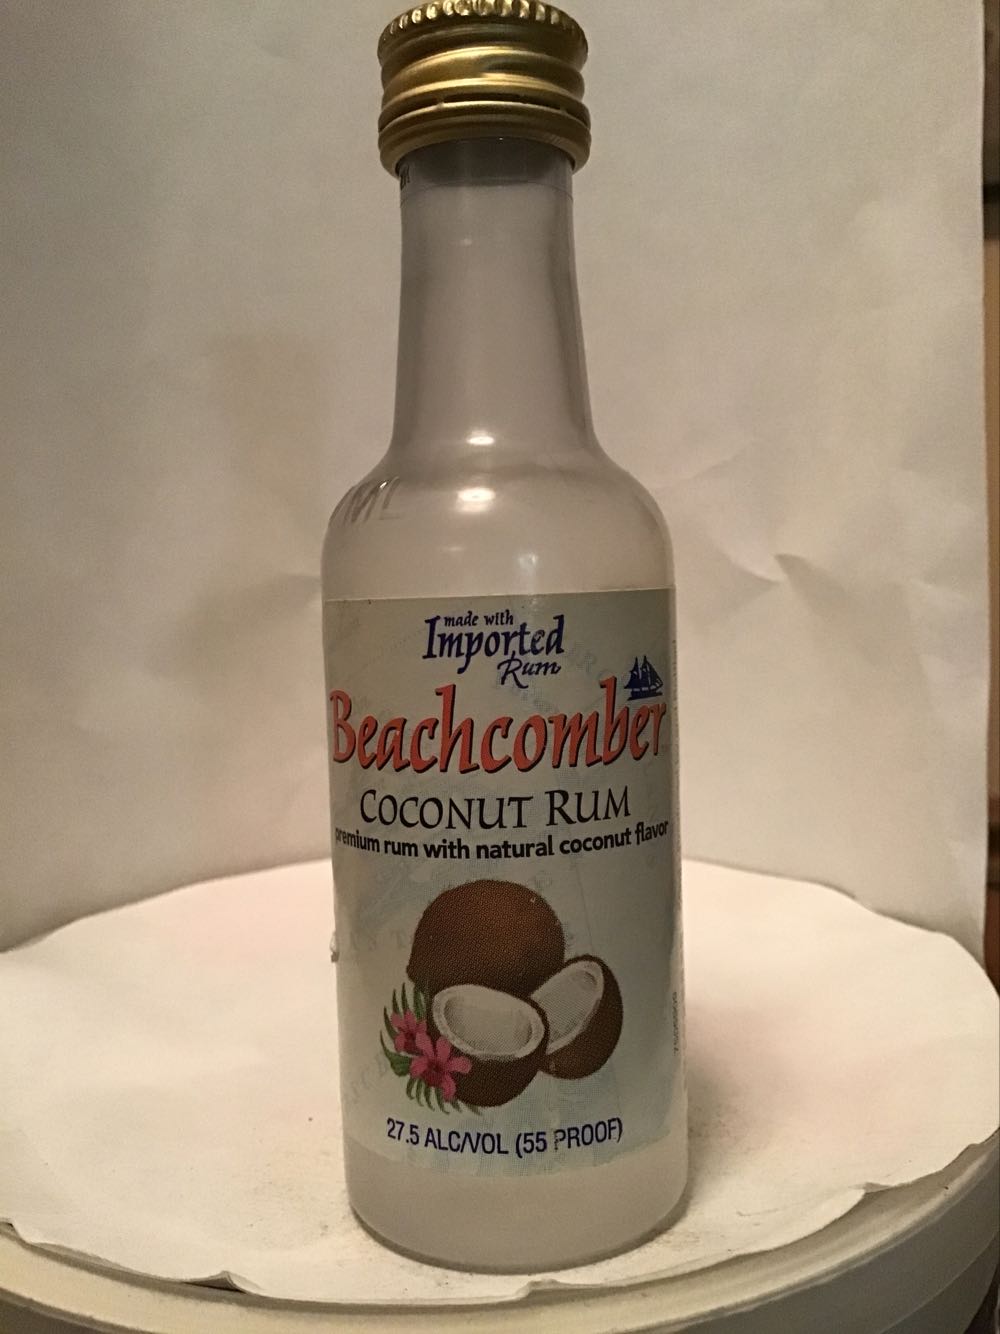 ML
made with
Imported
Rum
Beachcomber
COCONUT RUM
premium rum with natural coconut flavor
27.5 ALC/VOL (55 PROOF)